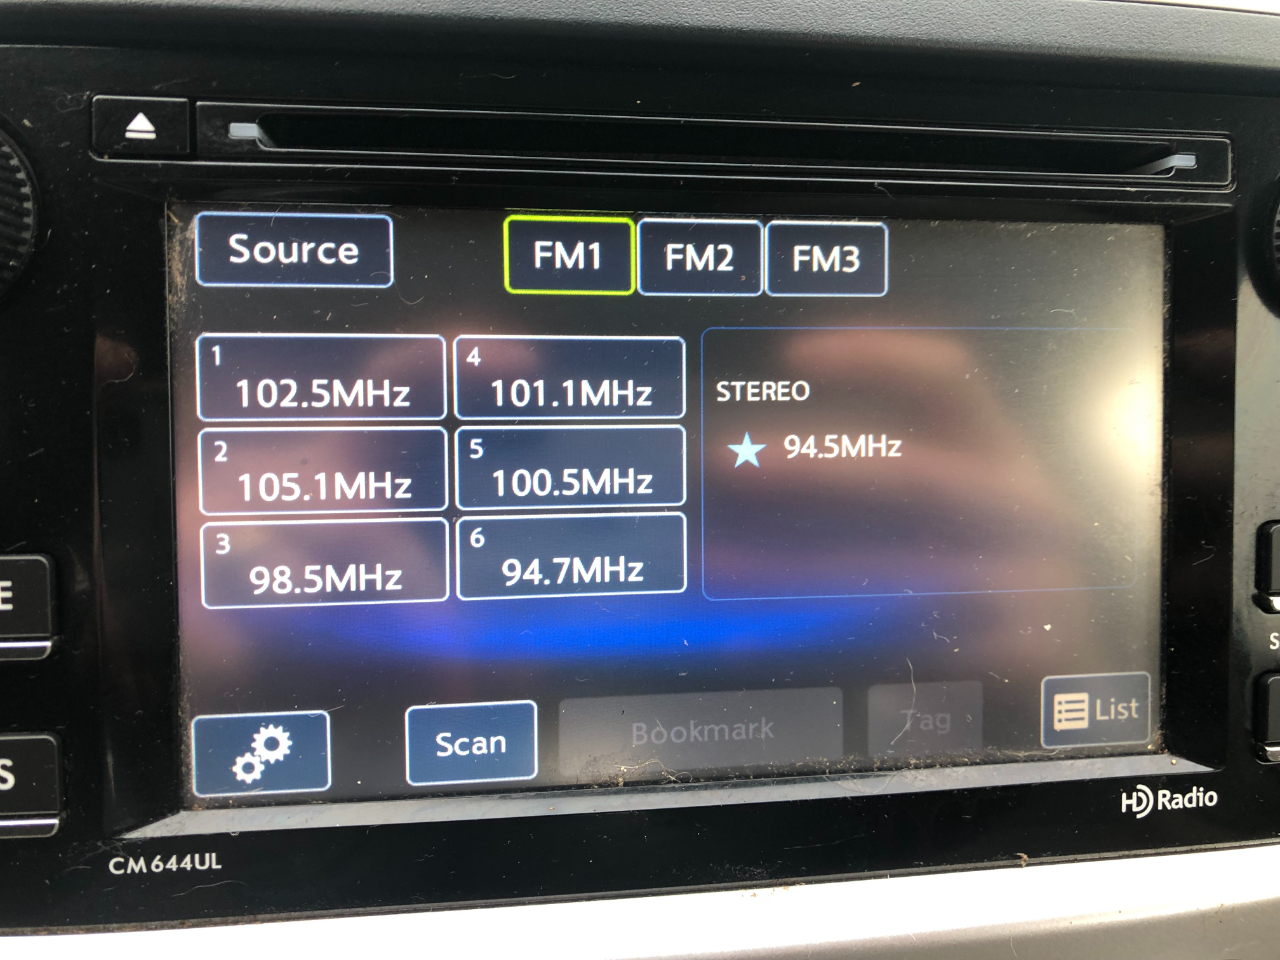 Source
FM1 FM2 FM3
1 102.5MHz
4 101.1MHz
2 105.1MHz
5 100.5MHz
3 98.5MHz
6 94.7MHz
STEREO
94.5MHz
Scan
Bookmark
Tag
List
HD Radio
CM644UL
E
S
S